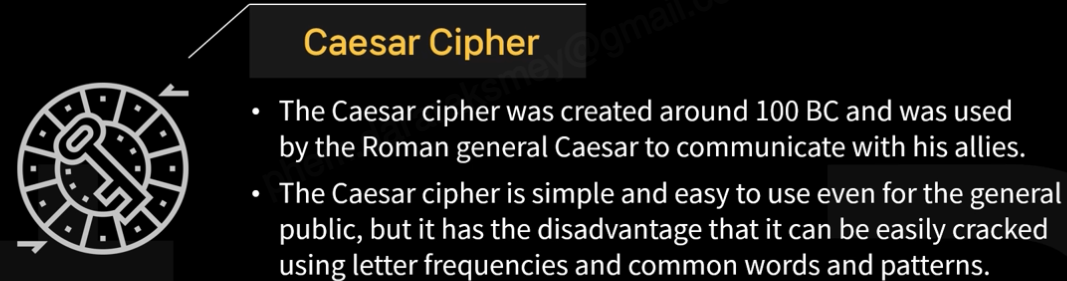 Caesar Cipher
• The Caesar cipher was created around 100 BC and was used
by the Roman general Caesar to communicate with his allies.
• The Caesar cipher is simple and easy to use even for the general
public, but it has the disadvantage that it can be easily cracked
using letter frequencies and common words and patterns.